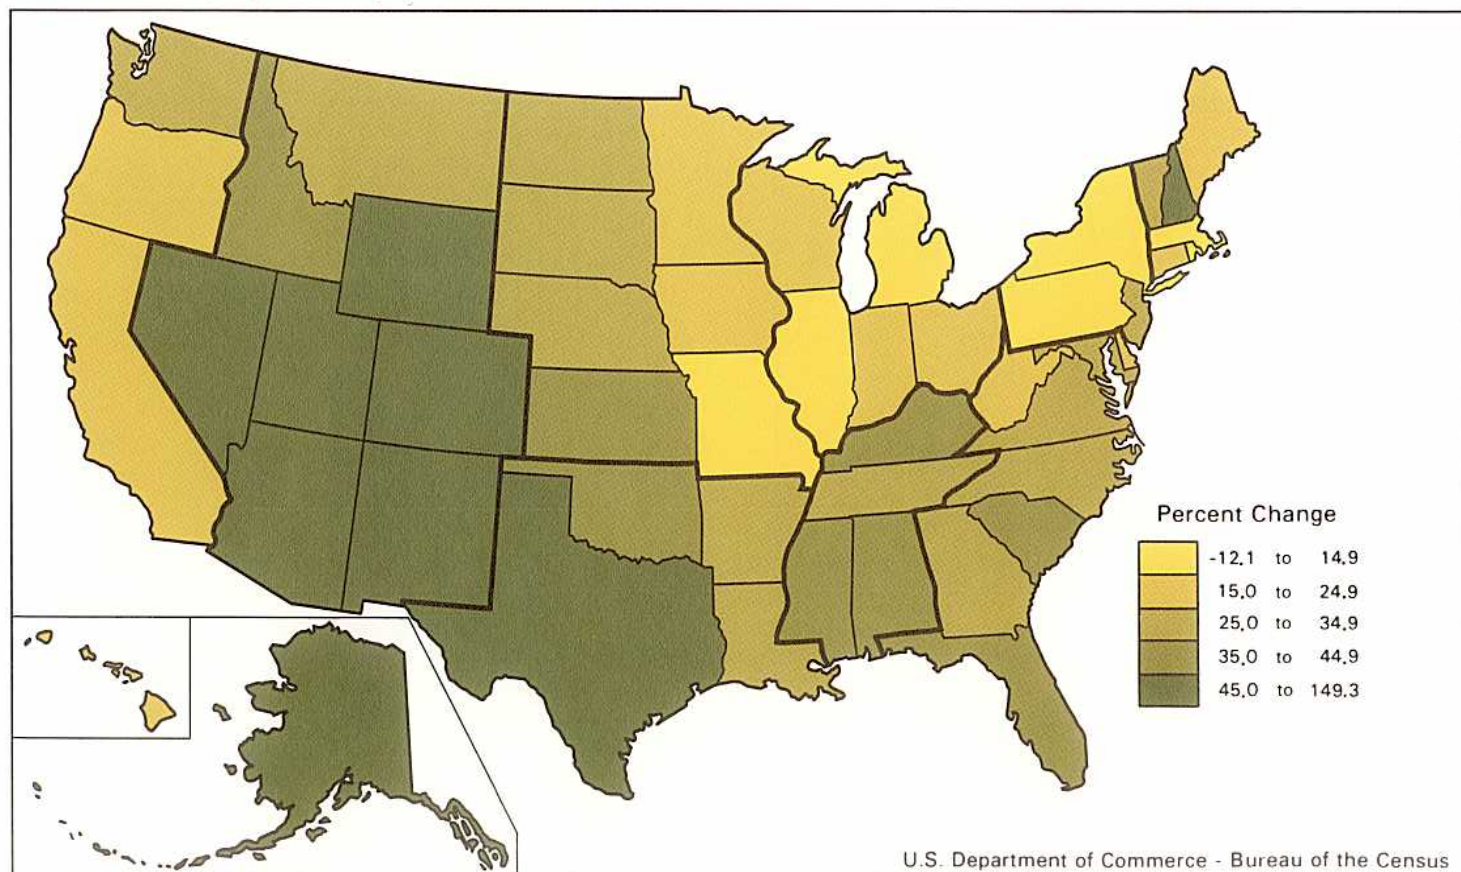 Percent Change
-12.1 to 14.9
15.0 to 24.9
25.0 to 34.9
35.0 to 44.9
45.0 to 149.3
U.S. Department of Commerce - Bureau of the Census